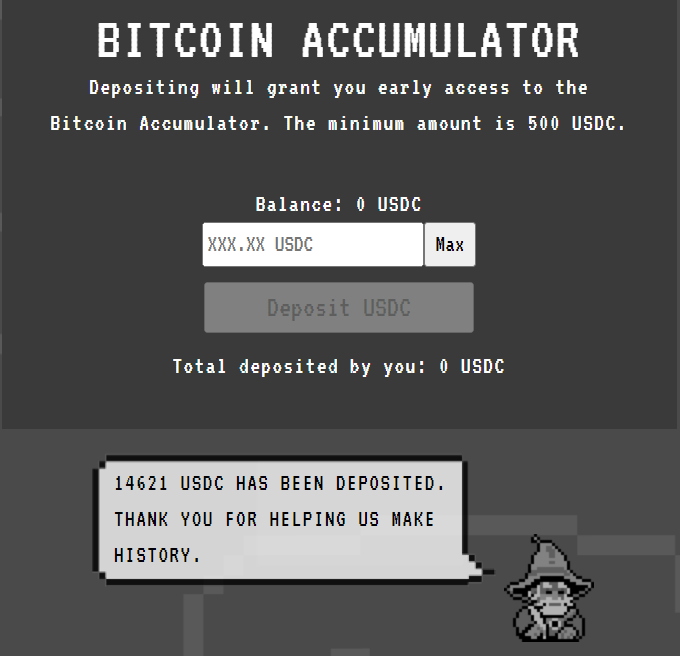 BITCOIN ACCUMULATOR
Depositing will grant you early access to the
Bitcoin Accumulator. The minimum amount is 500 USDC.
Balance: 0 USDC
XXX.XX USDC Max
Deposit USDC
Total deposited by you: 0 USDC
14621 USDC HAS BEEN DEPOSITED.
THANK YOU FOR HELPING US MAKE
HISTORY.